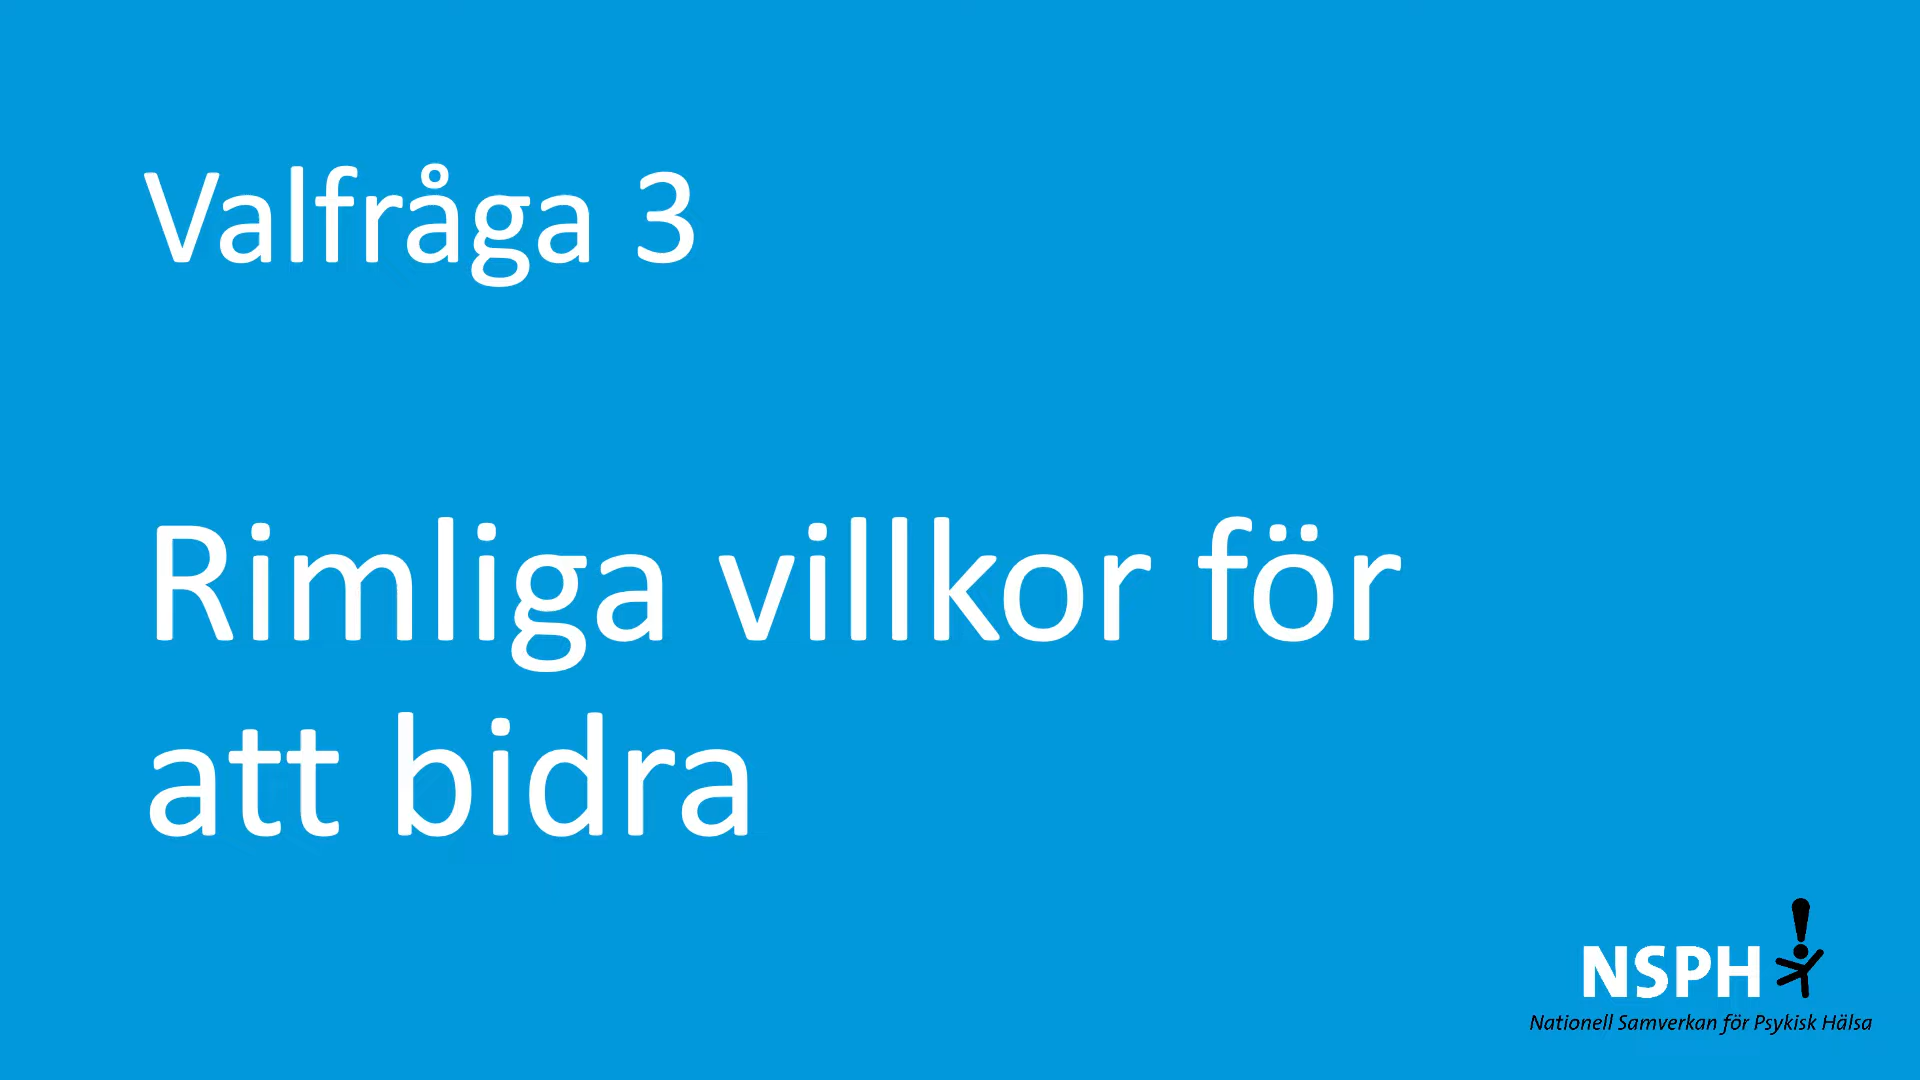 Valfråga 3
Rimliga villkor för
att bidra
NSPH
Nationell Samverkan för Psykisk Hälsa